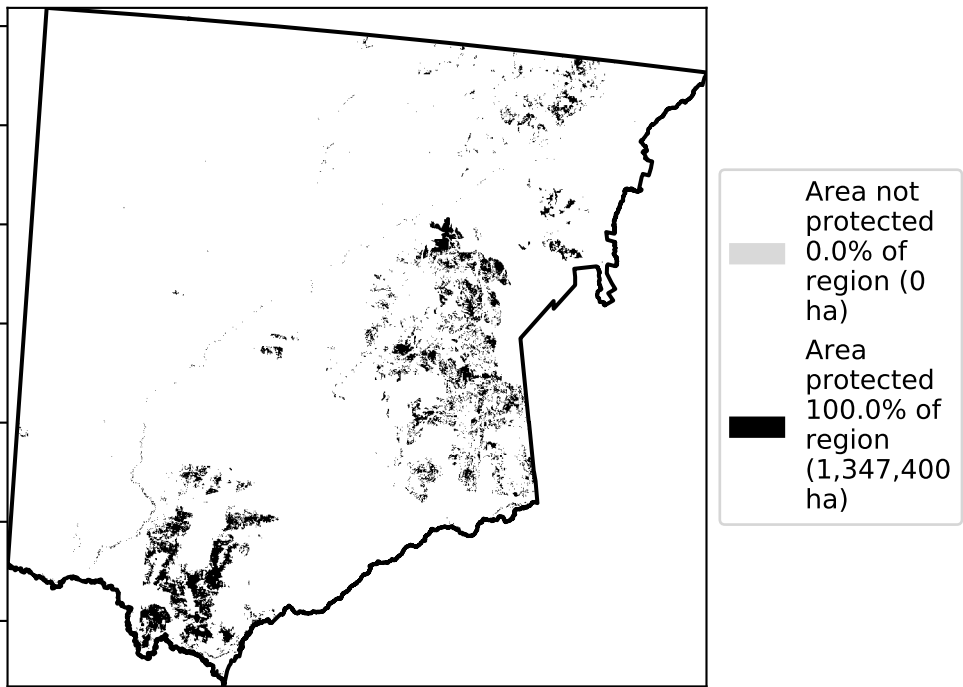 Area not
protected
0.0% of
region (0
ha)
Area
protected
100.0% of
region
(1,347,400
ha)